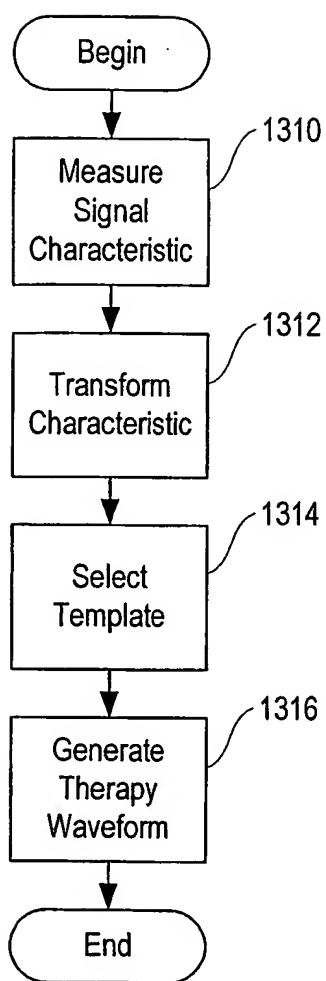 Begin
1310
Measure
Signal
Characteristic
1312
Transform
Characteristic
1314
Select
Template
1316
Generate
Therapy
Waveform
End